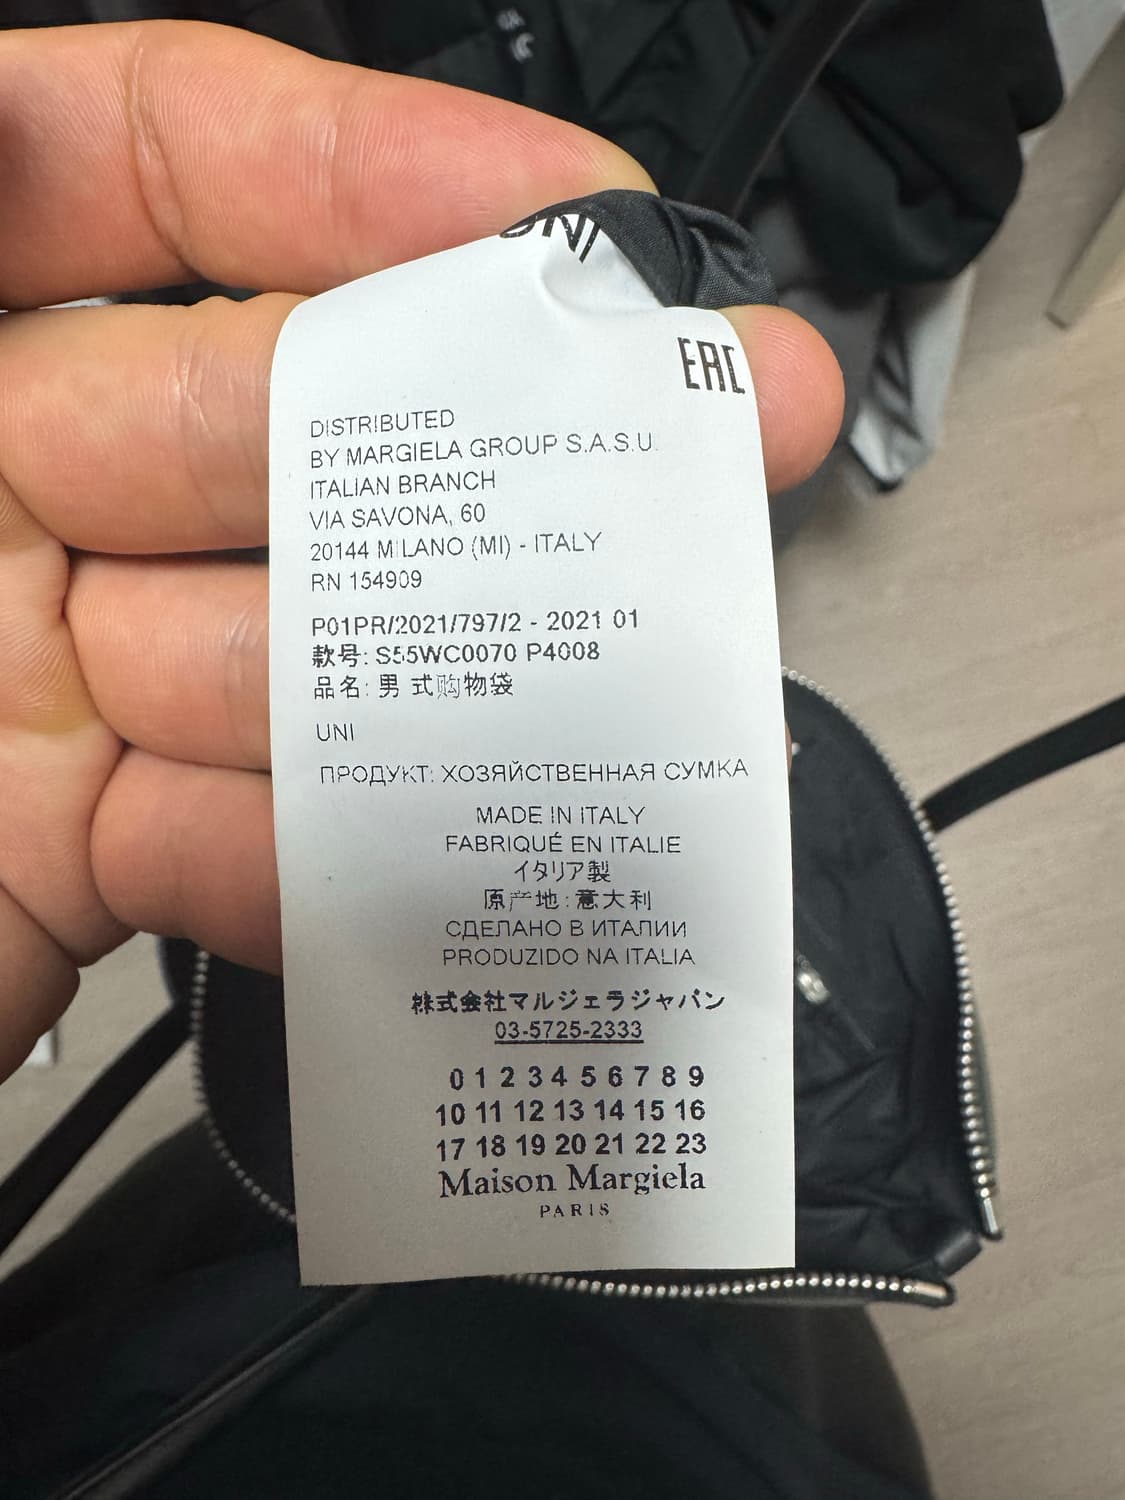 UNI
EAC
DISTRIBUTED
BY MARGIELA GROUP S.A.S.U.
ITALIAN BRANCH
VIA SAVONA, 60
20144 MILANO (MI) - ITALY
RN 154909
P01PR/2021/797/2 - 2021 01
款号: S55WC0070 P4008
品名: 男 式购物袋
UNI
ПРОДУКТ: ХОЗЯЙСТВЕННАЯ СУМКА
MADE IN ITALY
FABRIQUÉ EN ITALIE
イタリア製
原产地: 意大利
СДЕЛАНО В ИТАЛИИ
PRODUZIDO NA ITALIA
株式会社マルジェラジャパン
03-5725-2333
0 1 2 3 4 5 6 7 8 9
10 11 12 13 14 15 16
17 18 19 20 21 22 23
Maison Margiela
PARIS